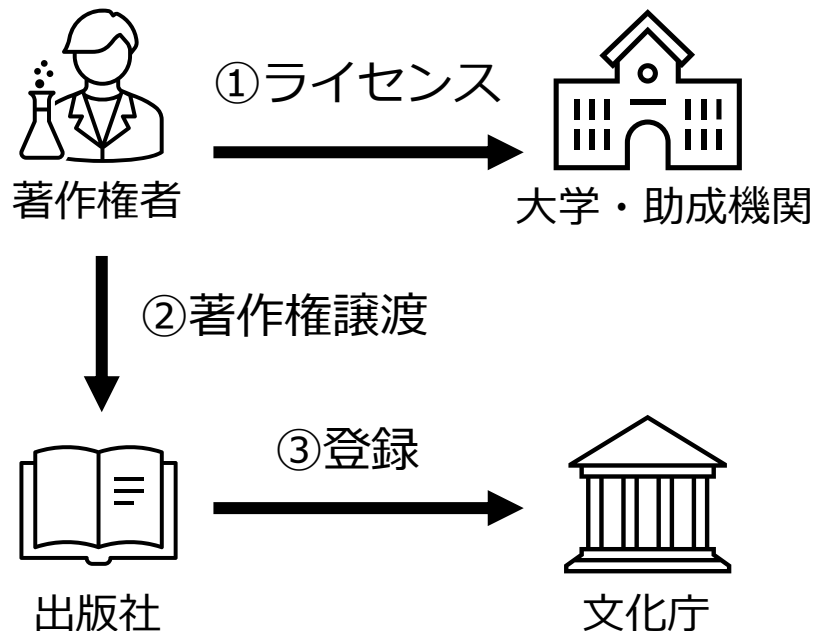 ①ライセンス
著作権者
大学・助成機関
②著作権譲渡
③登録
出版社
文化庁